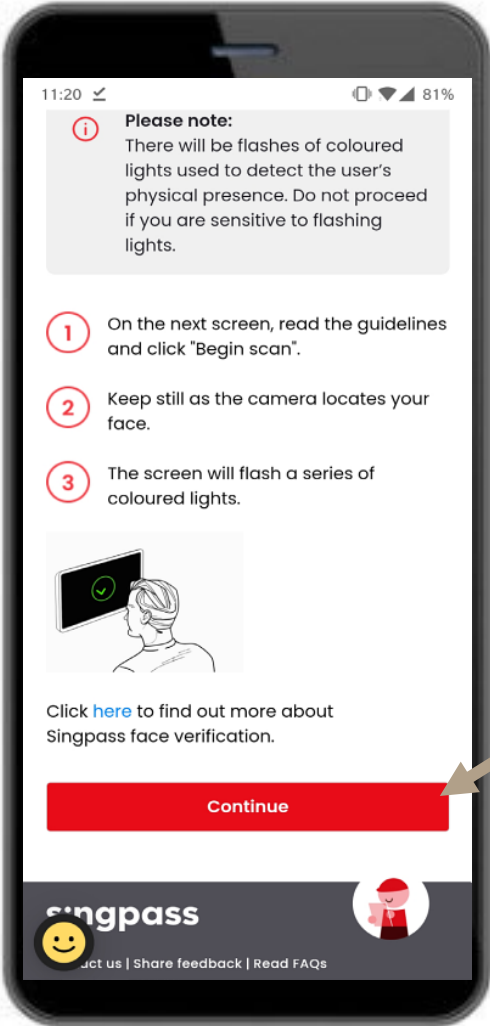 11:20
81%
Please note:
There will be flashes of coloured
lights used to detect the user's
physical presence. Do not proceed
if you are sensitive to flashing
lights.
1
On the next screen, read the guidelines
and click "Begin scan".
2
Keep still as the camera locates your
face.
3
The screen will flash a series of
coloured lights.
Click here to find out more about
Singpass face verification.
Continue
singpass
act us | Share feedback | Read FAQs